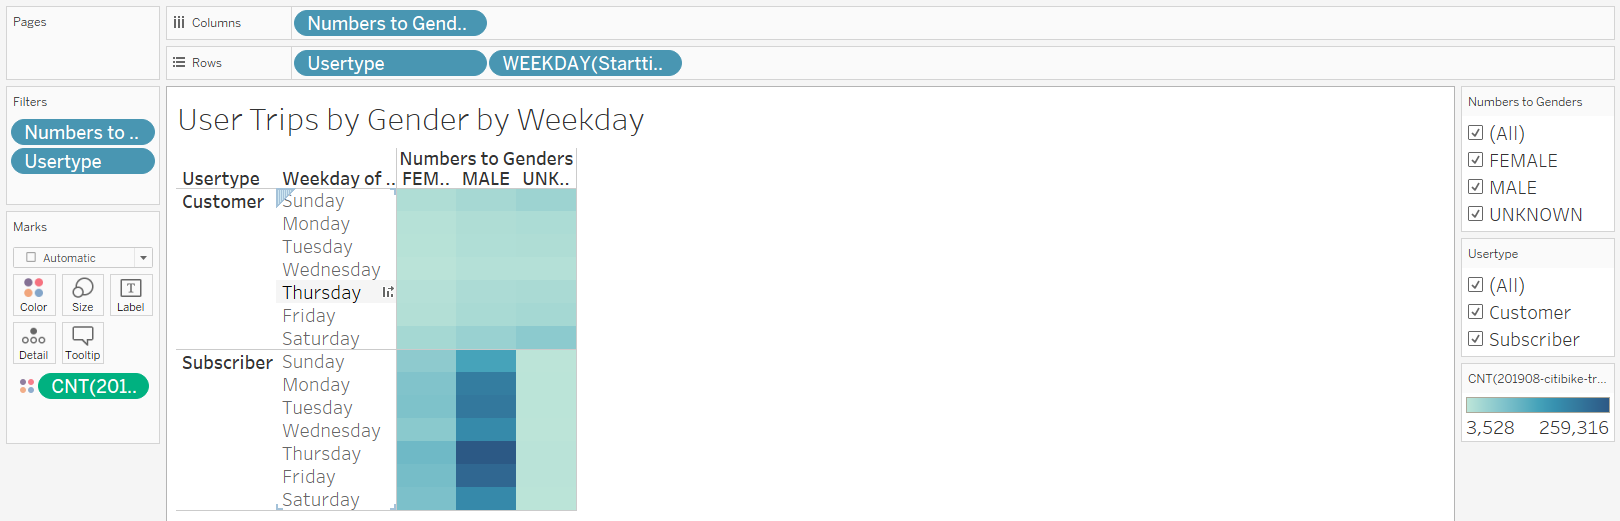 Pages
Columns
Numbers to Gend..
Rows
Usertype
WEEKDAY(Startti..
Filters
Numbers to ..
Usertype
Marks
Automatic
Color
Size
Label
Detail
Tooltip
CNT(201..
User Trips by Gender by Weekday
Numbers to Genders
Usertype
Weekday of ..
FEM..
MALE
UNK..
Customer
Sunday
Monday
Tuesday
Wednesday
Thursday
Friday
Saturday
Subscriber
Sunday
Monday
Tuesday
Wednesday
Thursday
Friday
Saturday
Numbers to Genders
(All)
FEMALE
MALE
UNKNOWN
Usertype
(All)
Customer
Subscriber
CNT(201908-citibike-tr...
3,528
259,316